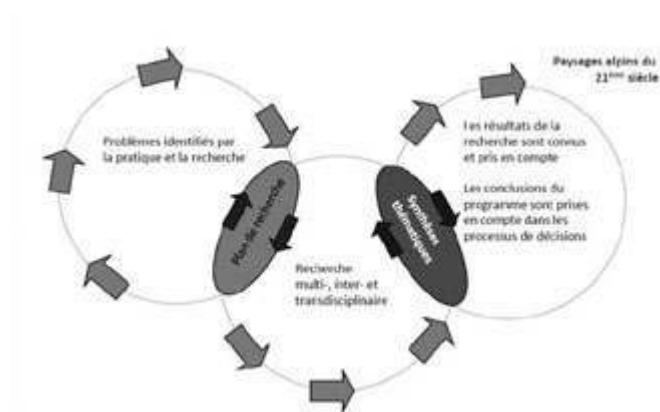 Paysages alpins du
21ème siècle
Problèmes identifiés par
la pratique et la recherche
Plan de recherche
Synthèses
thématiques
Les résultats de la
recherche sont connus
et pris en compte
Les conclusions du
programme sont prises
en compte dans les
processus de décisions
Recherche
multi-, inter- et
transdisciplinaire